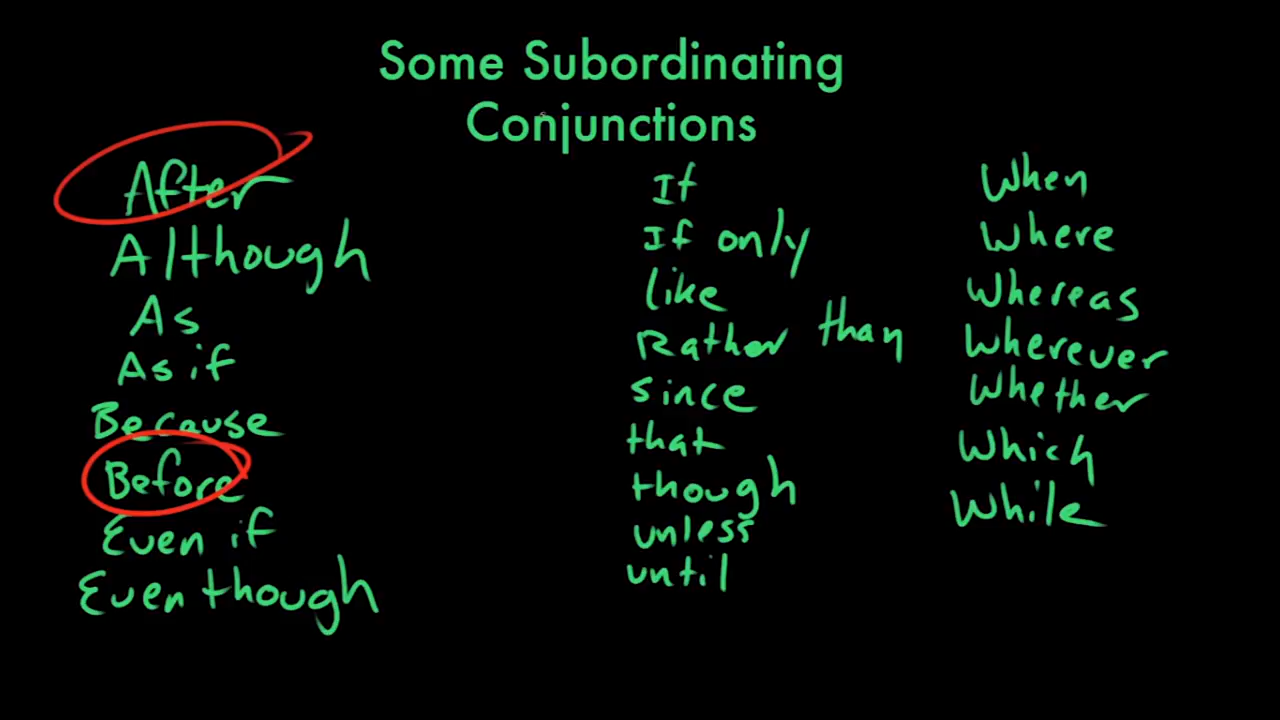 Some Subordinating
Conjunctions
After
Although
As
As if
Because
Before
Even if
Even though
If
If only
like
Rather than
since
that
though
unless
until
When
Where
Whereas
Wherever
Whether
Which
While